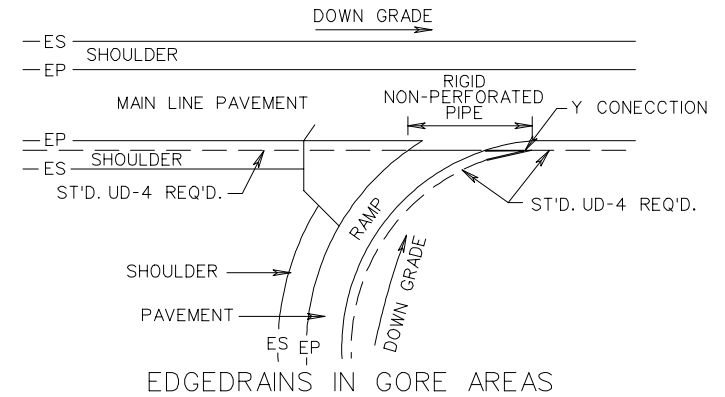 DOWN GRADE
ES
SHOULDER
EP
RIGID
NON-PERFORATED
PIPE
MAIN LINE PAVEMENT
Y CONECCTION
EP
SHOULDER
ES
ST'D. UD-4 REQ'D.
ST'D. UD-4 REQ'D.
RAMP
SHOULDER
DOWN GRADE
PAVEMENT
ES EP
EDGEDRAINS IN GORE AREAS